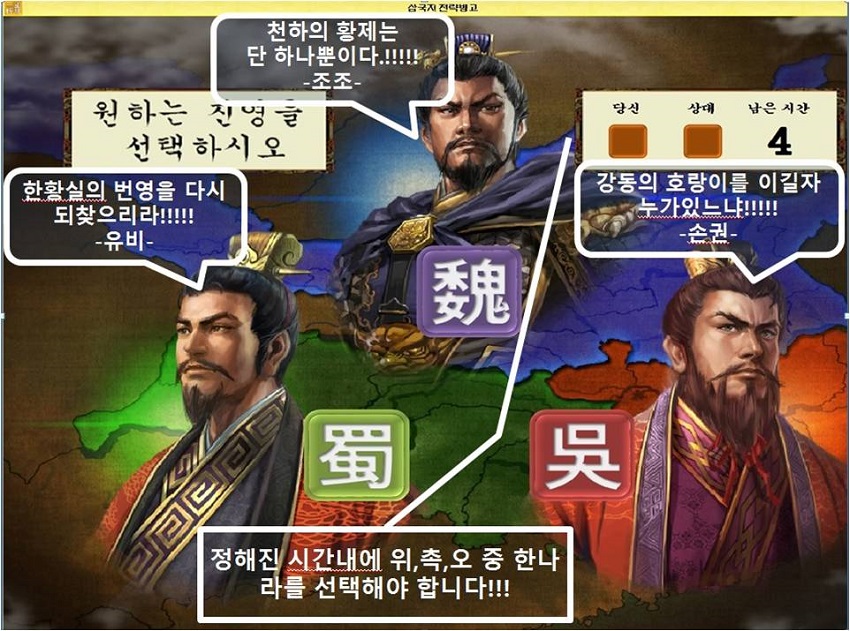 삼국지 전략병고
천하의 황제는
단 하나뿐이다.!!!!!
-조조-
원하는 진영을
선택하시오
당신
상대
남은 시간
4
한황실의 번영을 다시
되찾으리라!!!!!
-유비-
강동의 호랑이를 이길자
누가있느냐!!!!!
-손권-
魏
蜀
吳
정해진 시간내에 위,촉,오 중 한나
라를 선택해야 합니다!!!